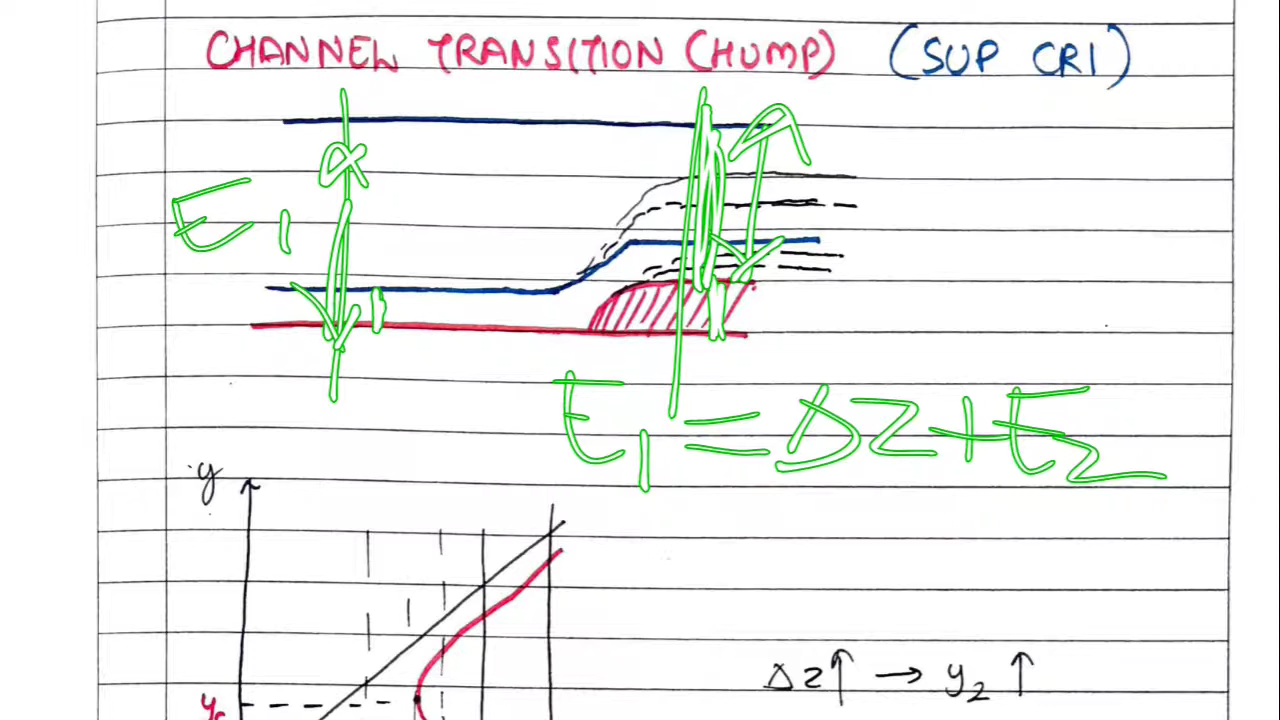 CHANNEL TRANSITION (HUMP) (SUP CRI)
E1
E1 = ΔZ + E2
y
Δz↑ → y2 ↑
yc